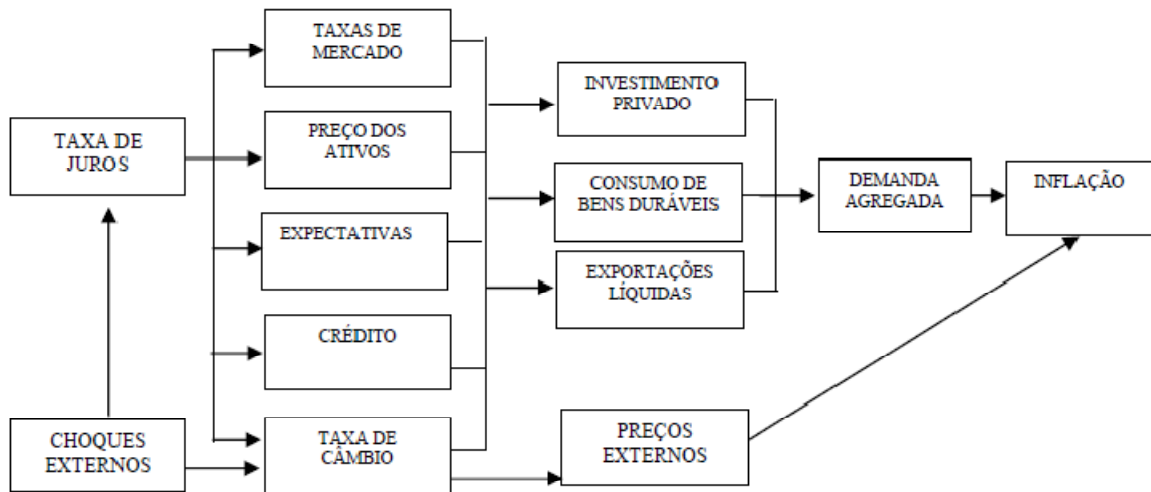 TAXAS DE
MERCADO
INVESTIMENTO
PRIVADO
TAXA DE
JUROS
PREÇO DOS
ATIVOS
CONSUMO DE
BENS DURÁVEIS
DEMANDA
AGREGADA
INFLAÇÃO
EXPECTATIVAS
EXPORTAÇÕES
LÍQUIDAS
CRÉDITO
CHOQUES
EXTERNOS
TAXA DE
CÂMBIO
PREÇOS
EXTERNOS